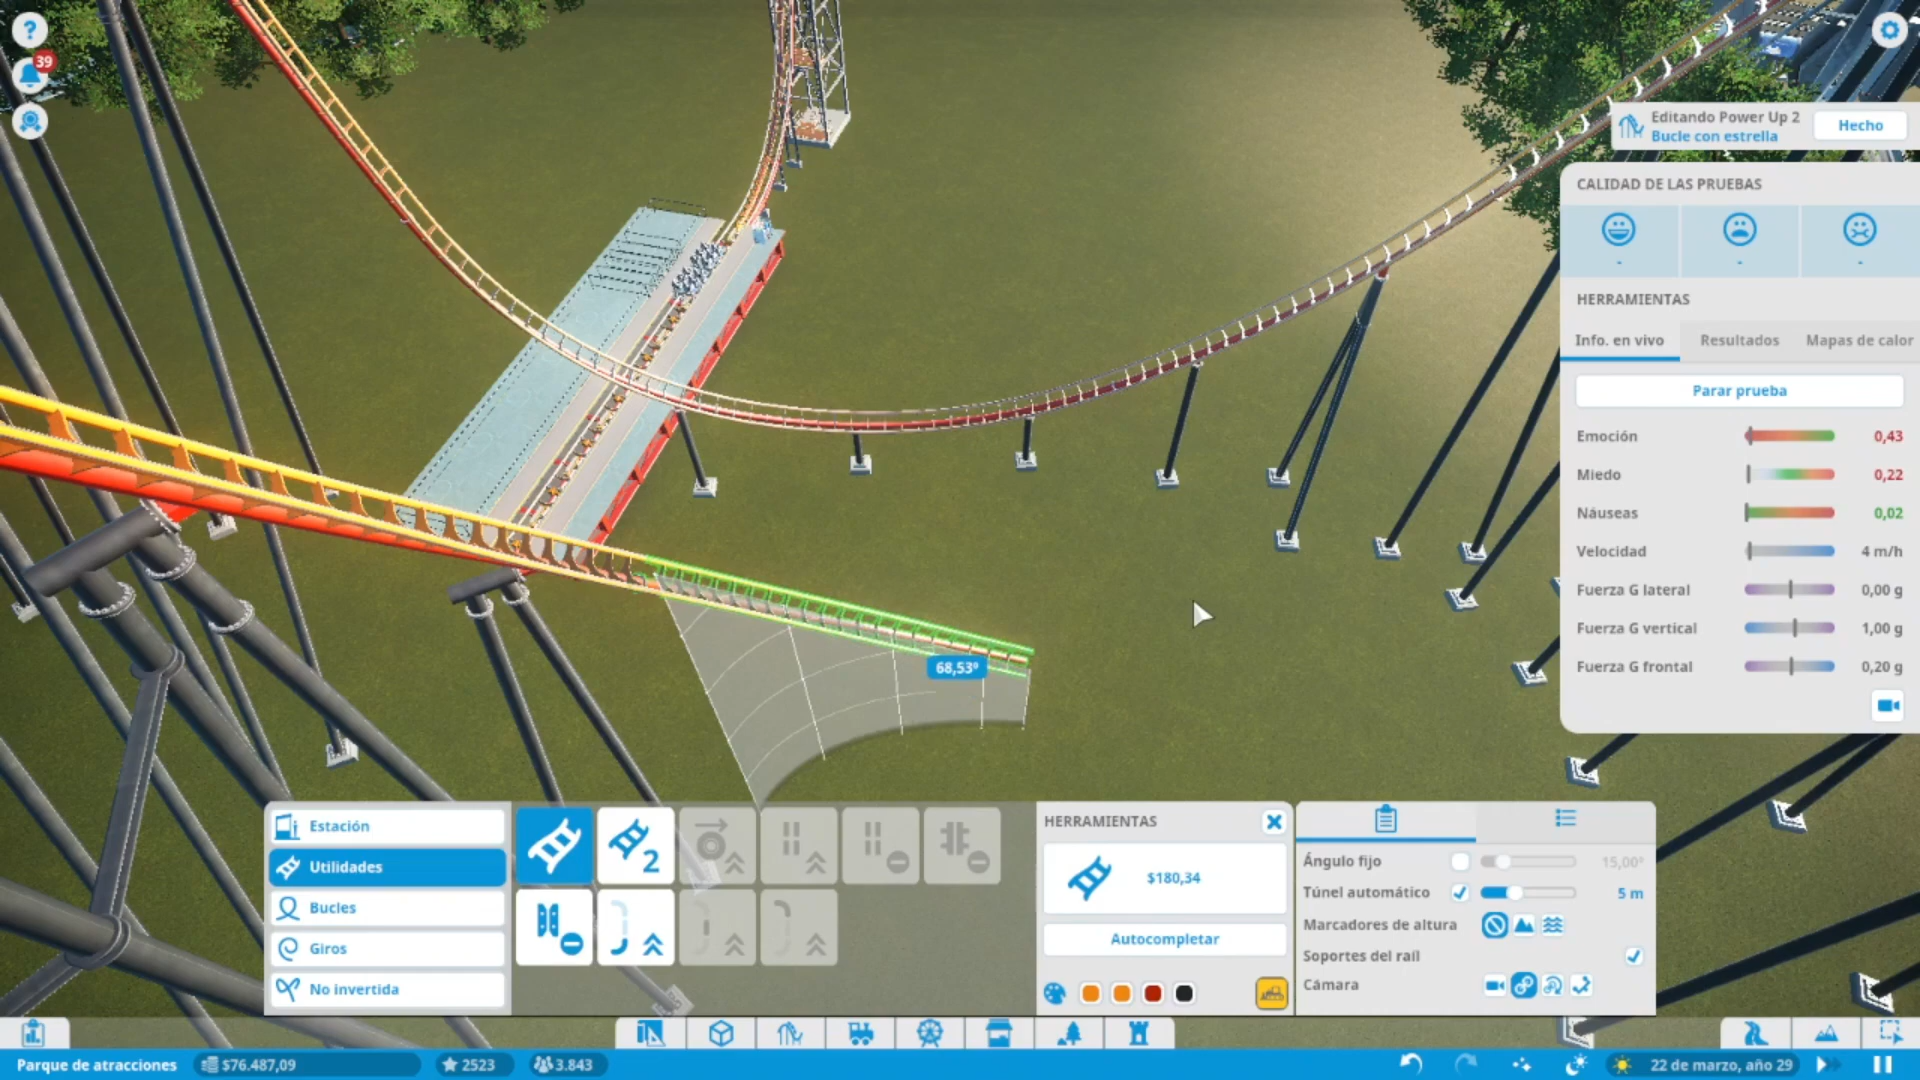 ?
39
Editando Power Up 2
Bucle con estrella
Hecho
CALIDAD DE LAS PRUEBAS
-
-
-
HERRAMIENTAS
Info. en vivo
Resultados
Mapas de calor
Parar prueba
Emoción 0,43
Miedo 0,22
Náuseas 0,02
Velocidad 4 m/h
Fuerza G lateral 0,00 g
Fuerza G vertical 1,00 g
Fuerza G frontal 0,20 g
68,53º
Estación
Utilidades
Bucles
Giros
No invertida
2
HERRAMIENTAS
$180,34
Autocompletar
Ángulo fijo 15,00º
Túnel automático 5 m
Marcadores de altura
Soportes del raíl
Cámara
Parque de atracciones
$76.487,09
2523
3.843
22 de marzo, año 29